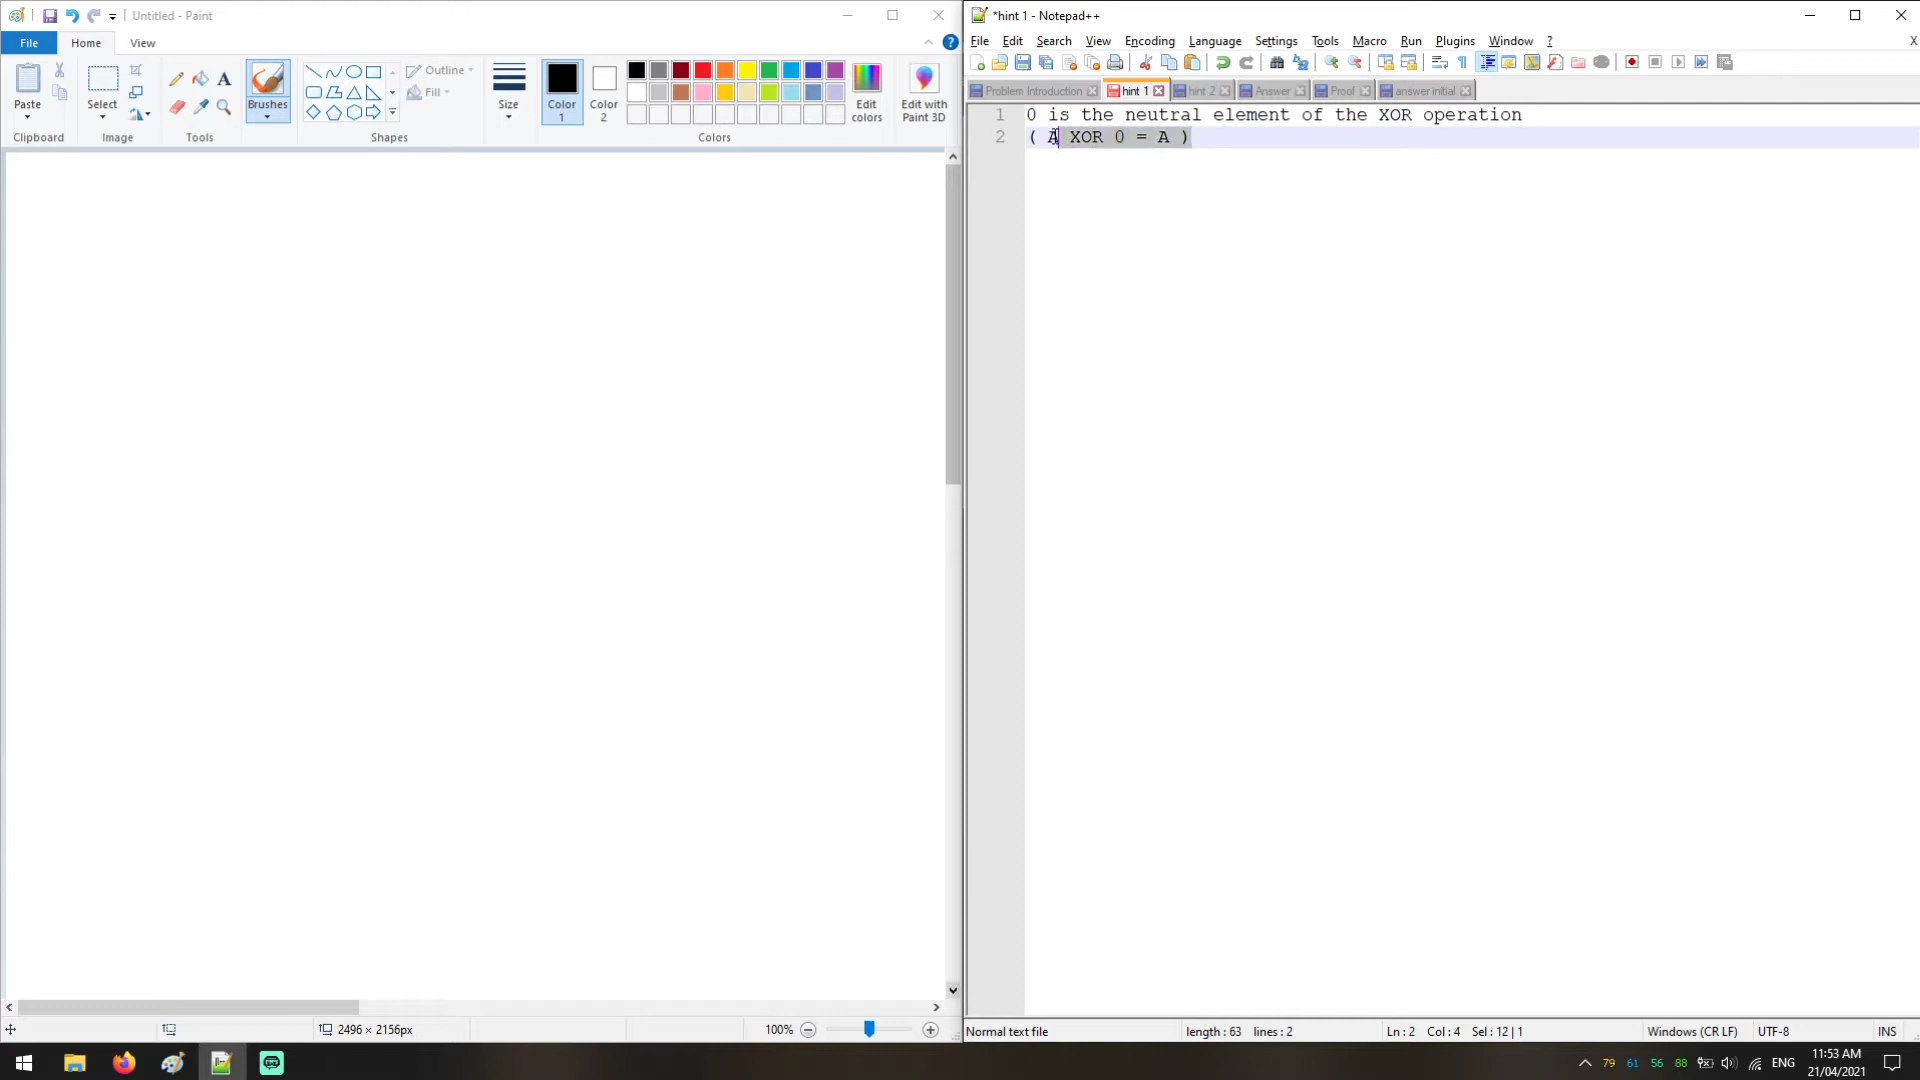 Untitled - Paint
File
Home
View
Paste
Select
Brushes
Outline
Fill
Size
Color
1
Color
2
Edit
colors
Edit with
Paint 3D
Clipboard
Image
Tools
Shapes
Colors
2496 × 2156px
100%
*hint 1 - Notepad++
File Edit Search View Encoding Language Settings Tools Macro Run Plugins Window ? X
Problem Introduction hint 1 hint 2 Answer Proof answer initial
1 0 is the neutral element of the XOR operation
2 ( A XOR 0 = A )
Normal text file length : 63 lines : 2 Ln : 2 Col : 4 Sel : 12 | 1 Windows (CR LF) UTF-8 INS
79 61 56 88 ENG 11:53 AM
21/04/2021